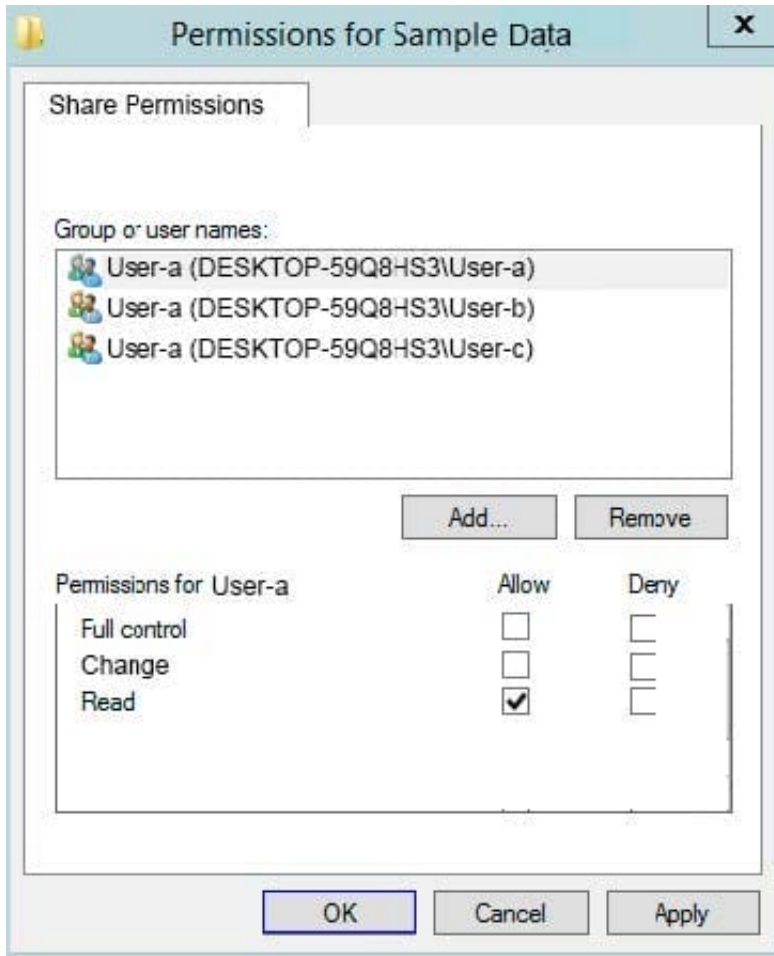 Permissions for Sample Data
X
Share Permissions
Group or user names:
User-a (DESKTOP-59Q8HS3\User-a)
User-a (DESKTOP-59Q8HS3\User-b)
User-a (DESKTOP-59Q8HS3\User-c)
Add... Remove
Permissions for User-a Allow Deny
Full control
Change
Read
OK Cancel Apply